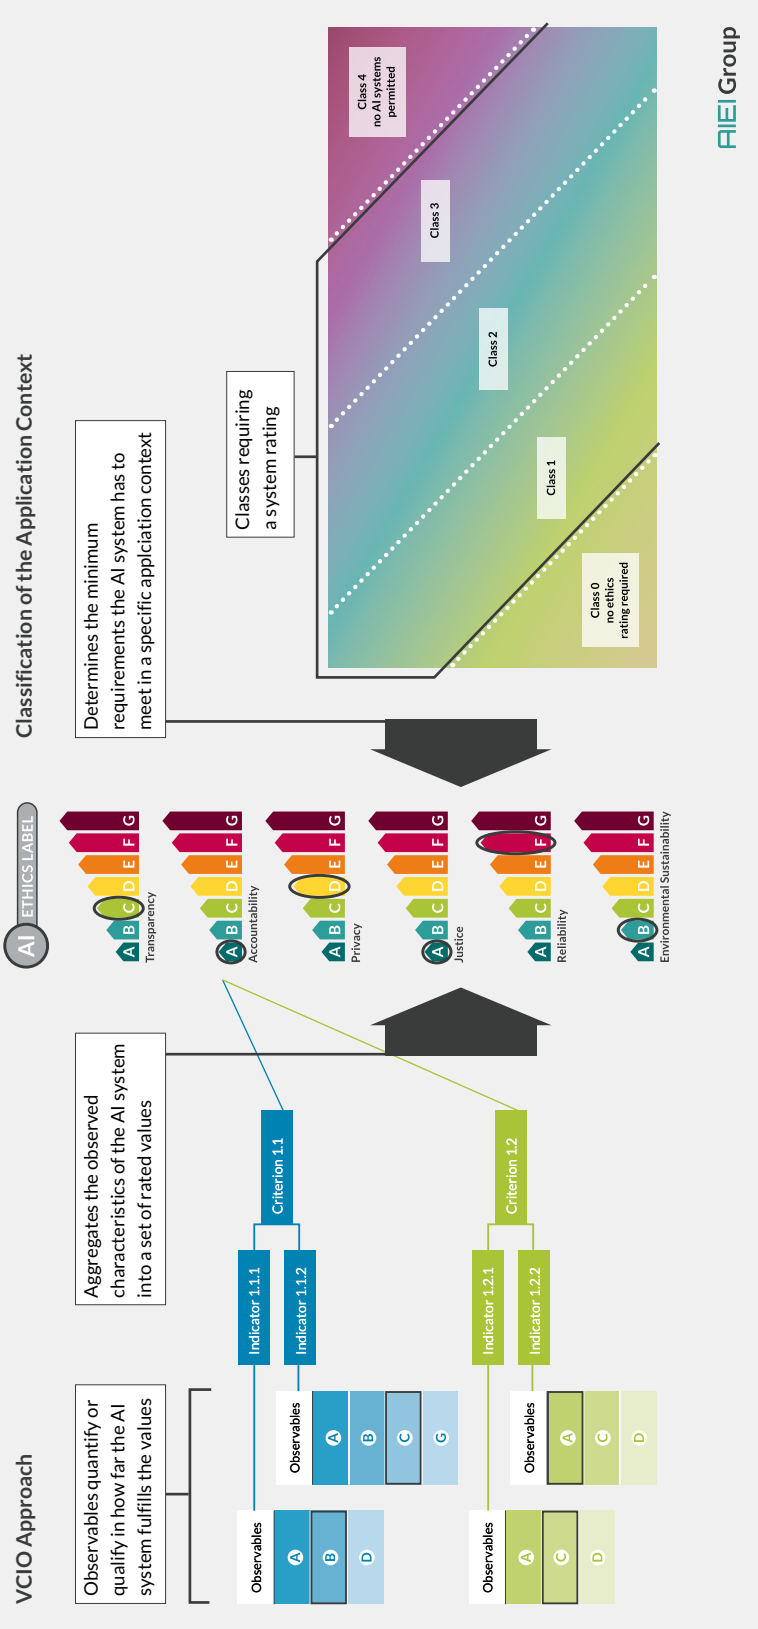 VCIO Approach
Observables quantify or
qualify in how far the AI
system fulfills the values
Aggregates the observed
characteristics of the AI system
into a set of rated values
Observables
A
B
D
Observables
A
B
C
G
Indicator 1.1.1
Indicator 1.1.2
Criterion 1.1
Observables
A
C
D
Observables
A
C
D
Indicator 1.2.1
Indicator 1.2.2
Criterion 1.2
AI ETHICS LABEL
A B C D E F G
Transparency
A B C D E F G
Accountability
A B C D E F G
Privacy
A B C D E F G
Justice
A B C D E F G
Reliability
A B C D E F G
Environmental Sustainability
Classification of the Application Context
Determines the minimum
requirements the AI system has to
meet in a specific applciation context
Classes requiring
a system rating
Class 4
no AI systems
permitted
Class 3
Class 2
Class 1
Class 0
no ethics
rating required
AIEI Group